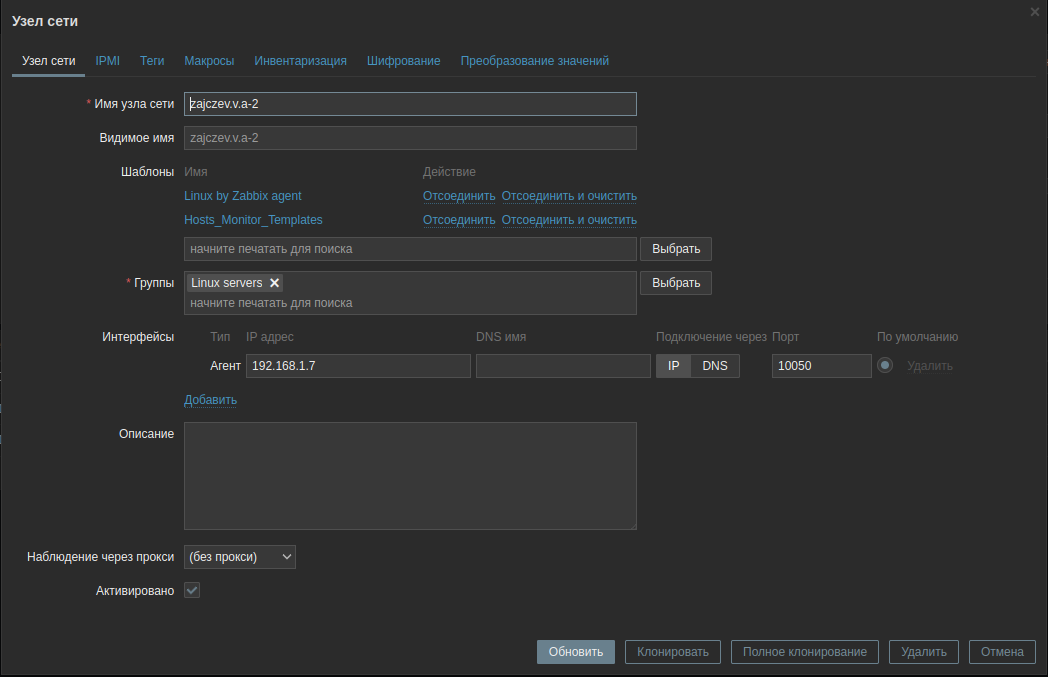 Узел сети
Узел сети IPMI Теги Макросы Инвентаризация Шифрование Преобразование значений
* Имя узла сети zajczev.v.a-2
Видимое имя zajczev.v.a-2
Шаблоны Имя Действие
Linux by Zabbix agent Отсоединить Отсоединить и очистить
Hosts_Monitor_Templates Отсоединить Отсоединить и очистить
начните печатать для поиска Выбрать
* Группы Linux servers Выбрать
начните печатать для поиска
Интерфейсы Тип IP адрес DNS имя Подключение через Порт По умолчанию
Агент 192.168.1.7 IP DNS 10050 Удалить
Добавить
Описание
Наблюдение через прокси (без прокси)
Активировано
Обновить Клонировать Полное клонирование Удалить Отмена